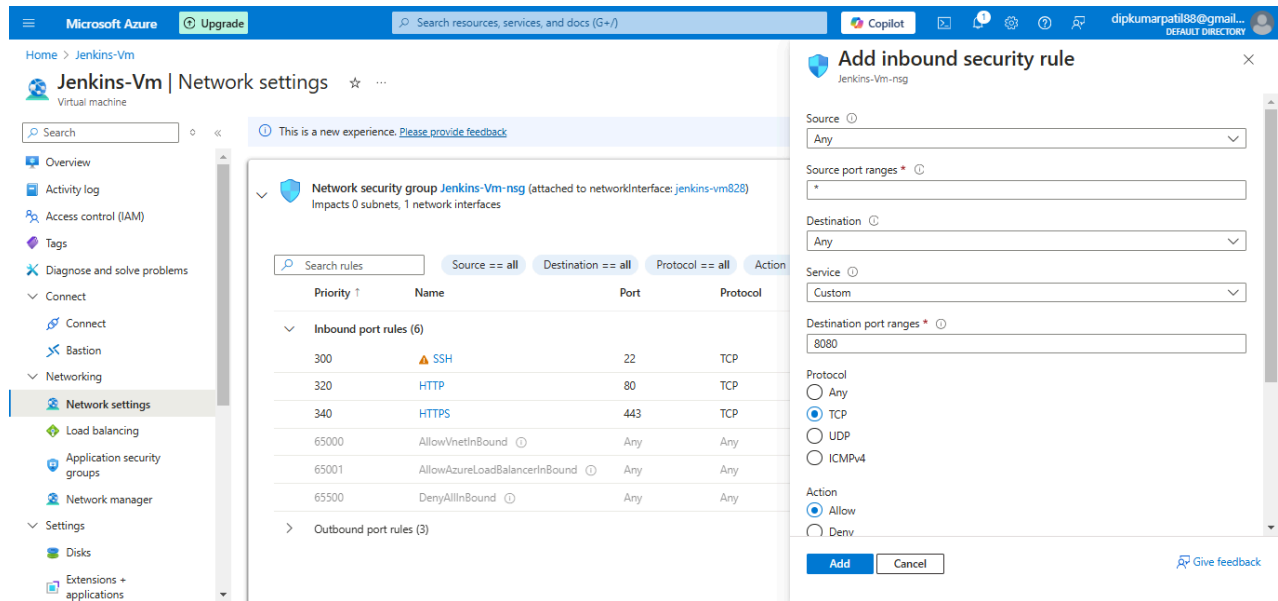 Microsoft Azure
Upgrade
Search resources, services, and docs (G+/)
Copilot
1
dipkumarpatil88@gmail...
DEFAULT DIRECTORY
Home > Jenkins-Vm
Jenkins-Vm | Network settings
Virtual machine
Search
Overview
Activity log
Access control (IAM)
Tags
Diagnose and solve problems
Connect
Connect
Bastion
Networking
Network settings
Load balancing
Application security
groups
Network manager
Settings
Disks
Extensions +
applications
This is a new experience. Please provide feedback
Network security group Jenkins-Vm-nsg (attached to networkInterface: jenkins-vm828)
Impacts 0 subnets, 1 network interfaces
Search rules Source == all Destination == all Protocol == all Action
Priority ↑ Name Port Protocol
Inbound port rules (6)
300 SSH 22 TCP
320 HTTP 80 TCP
340 HTTPS 443 TCP
65000 AllowVnetInBound Any Any
65001 AllowAzureLoadBalancerInBound Any Any
65500 DenyAllInBound Any Any
Outbound port rules (3)
Add inbound security rule
Jenkins-Vm-nsg
Source
Any
Source port ranges *
*
Destination
Any
Service
Custom
Destination port ranges *
8080
Protocol
Any
TCP
UDP
ICMPv4
Action
Allow
Deny
Add Cancel
Give feedback